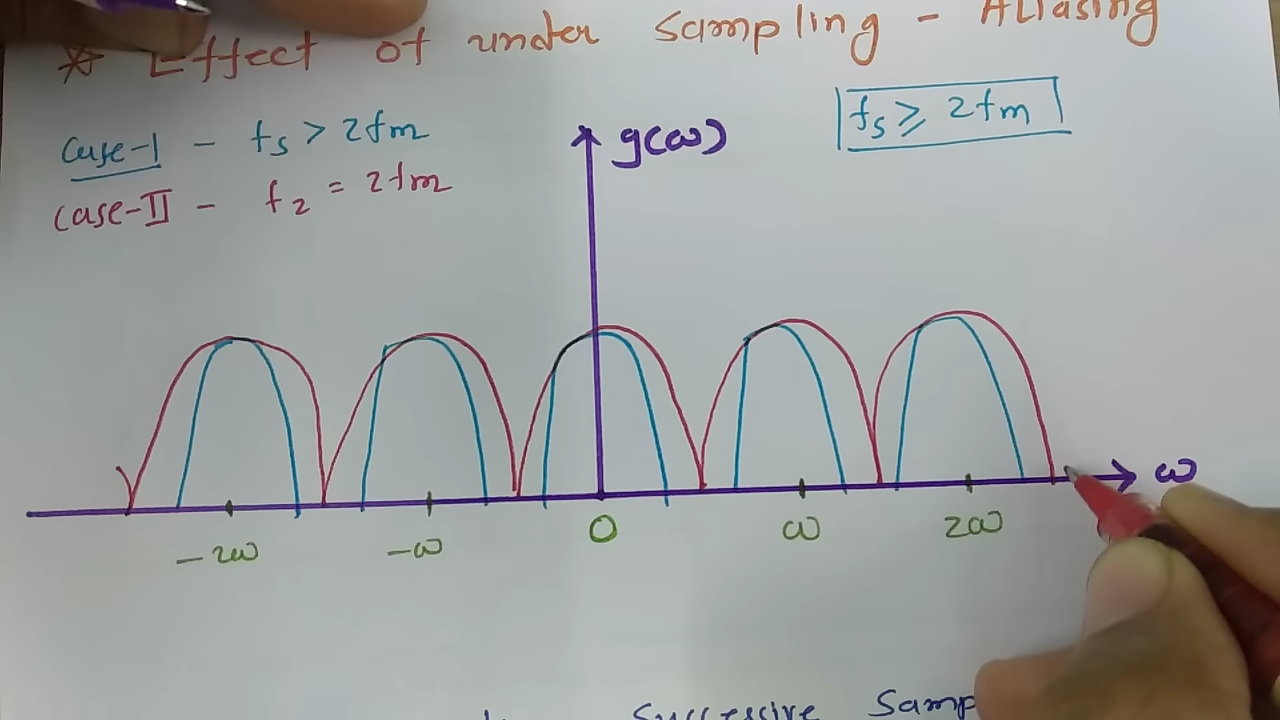 * Effect of under Sampling - Aliasing
Case-I - fs > 2fm
fs ≥ 2fm
Case-II - f2 = 2fm
g(ω)
ω
-2ω -ω 0 ω 2ω
Successive Samp